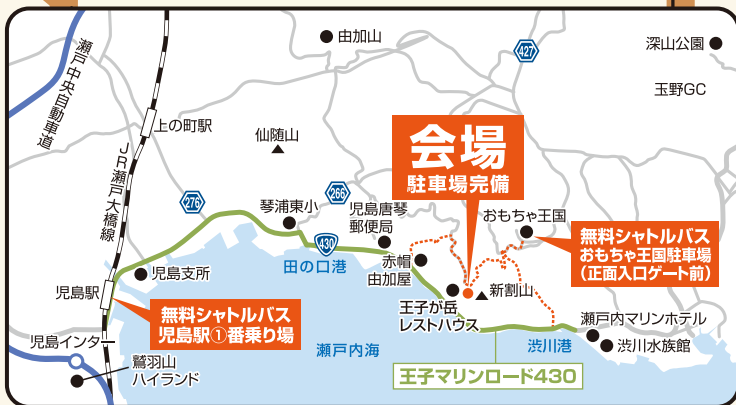 由加山
427
深山公園
玉野GC
瀬戸中央自動車道
上の町駅
JR瀬戸大橋線
仙随山
会場
駐車場完備
276
266
琴浦東小
児島唐琴
郵便局
おもちゃ王国
430
田の口港
赤帽
由加屋
無料シャトルバス
おもちゃ王国駐車場
（正面入口ゲート前）
児島支所
児島駅
無料シャトルバス
児島駅①番乗り場
王子が岳
レストハウス
新割山
瀬戸内マリンホテル
児島インター
瀬戸内海
渋川港
渋川水族館
鷲羽山
ハイランド
王子マリンロード430